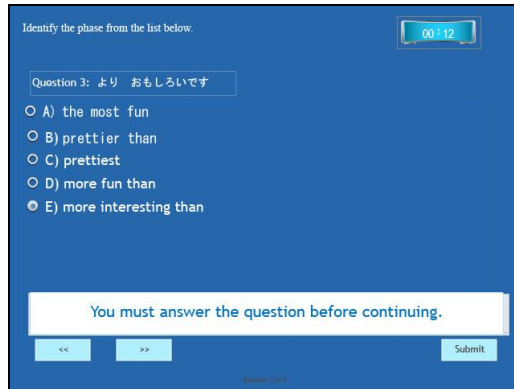 Identify the phase from the list below.
00:12
Question 3: より おもしろいです
A) the most fun
B) prettier than
C) prettiest
D) more fun than
E) more interesting than
You must answer the question before continuing.
<< >> Submit